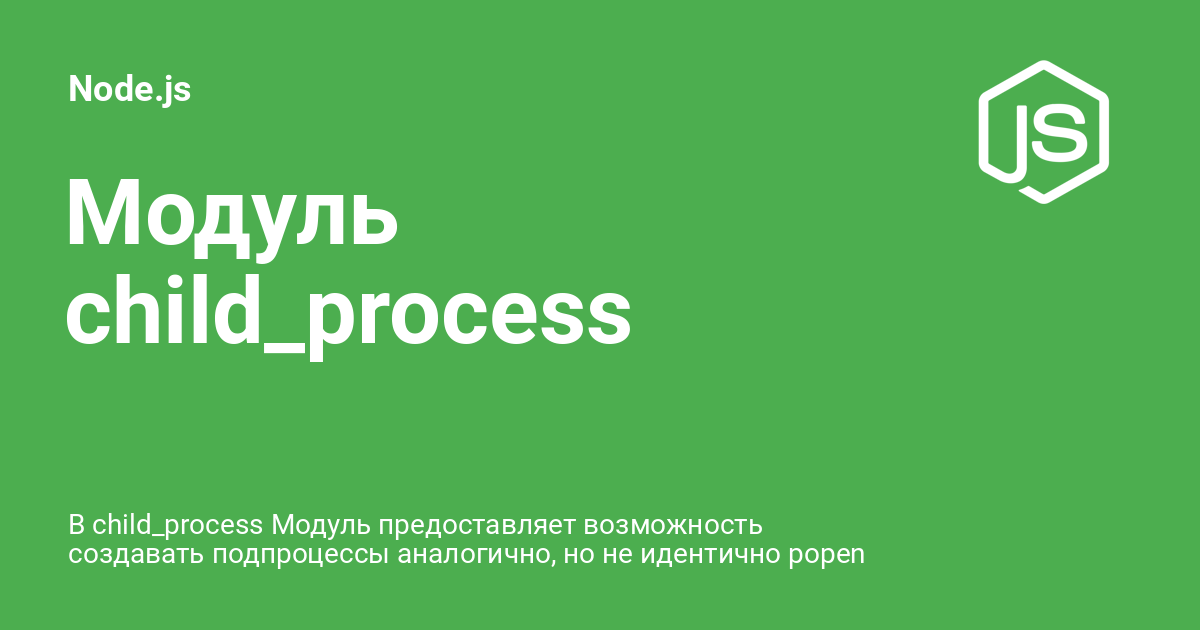 Node.js
JS
Модуль
child_process
В child_process Модуль предоставляет возможность
создавать подпроцессы аналогично, но не идентично popen